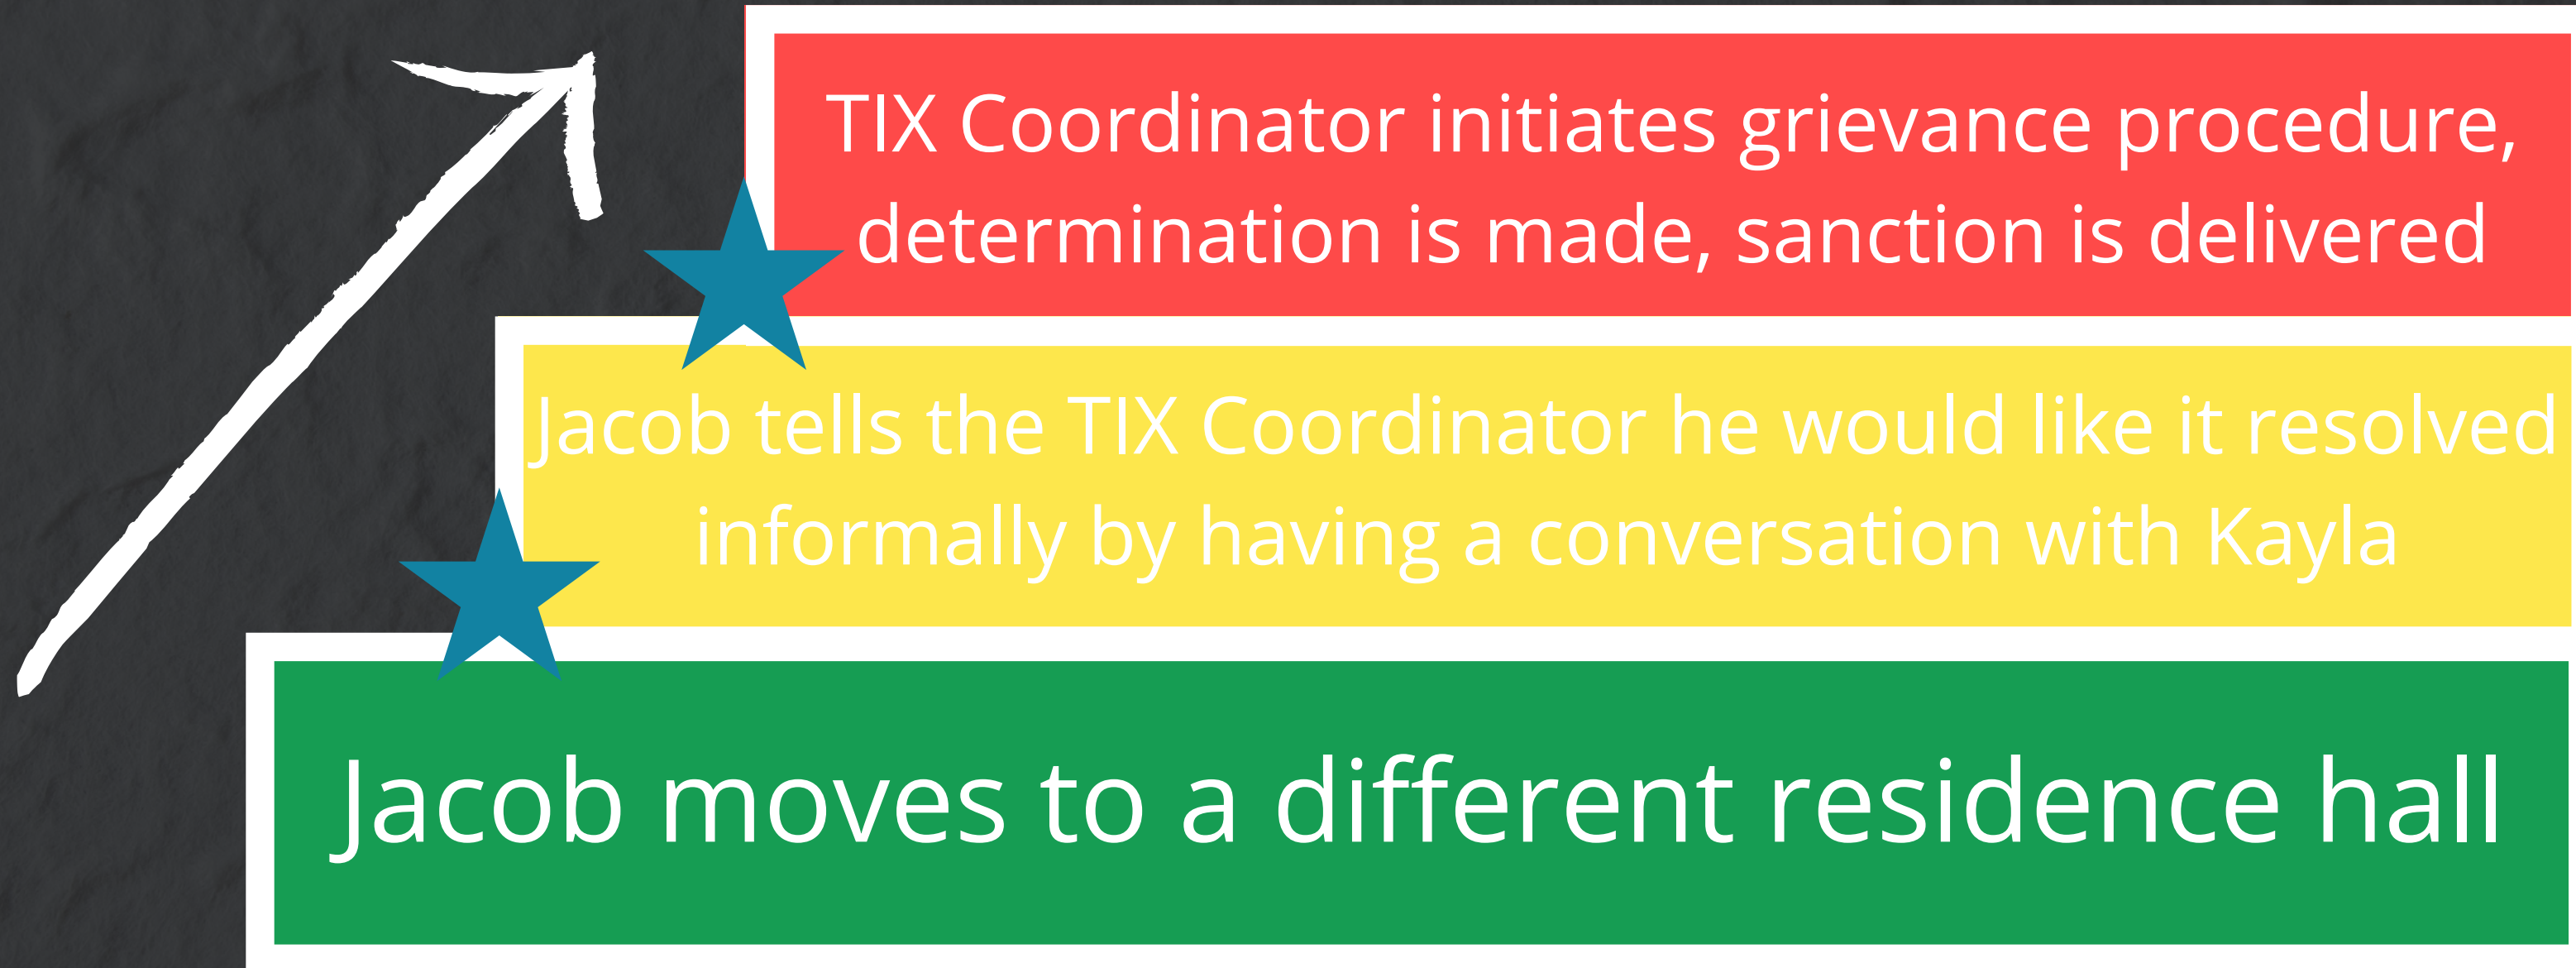 TIX Coordinator initiates grievance procedure,
determination is made, sanction is delivered
Jacob tells the TIX Coordinator he would like it resolved
informally by having a conversation with Kayla
Jacob moves to a different residence hall